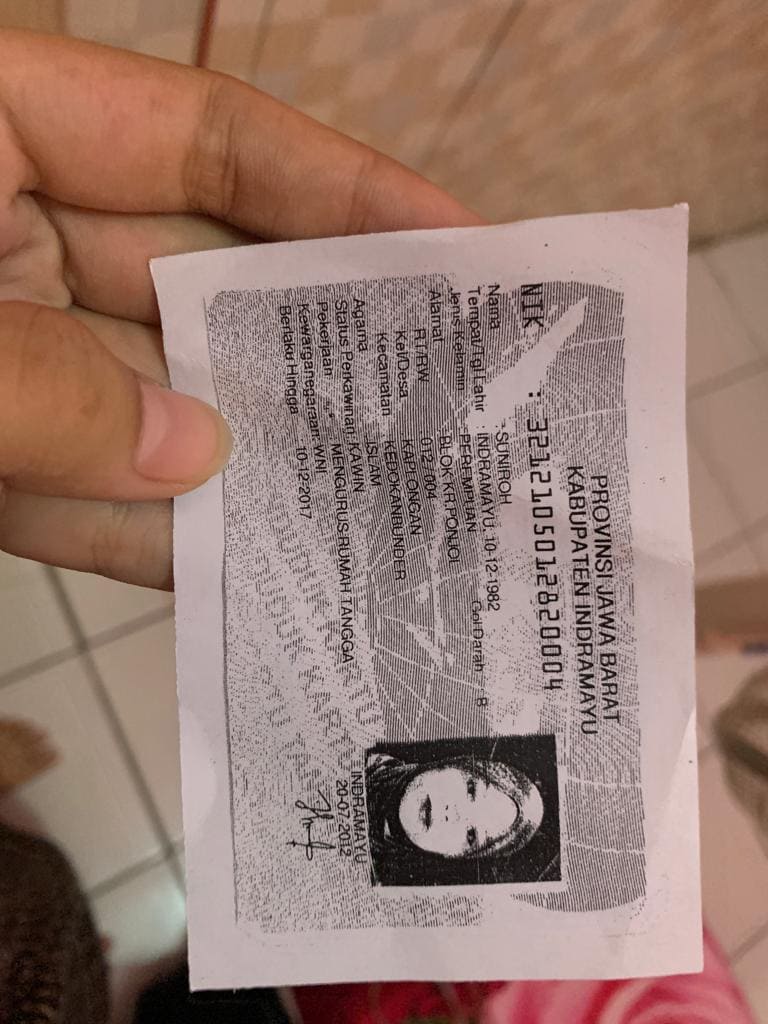 PROVINSI JAWA BARAT
KABUPATEN INDRAMAYU
NIK : 3212105012820004
Nama : SUNIROH
Tempat/Tgl Lahir : INDRAMAYU, 10-12-1982
Jenis Kelamin : PEREMPUAN Gol Darah : B
Alamat : BLOK KR.PONJOL
RT/RW : 012 / 004
Kel/Desa : KAPLONGAN
Kecamatan : KEDOKANBUNDER
Agama : ISLAM
Status Perkawinan: KAWIN
Pekerjaan : MENGURUS RUMAH TANGGA
Kewarganegaraan: WNI
Berlaku Hingga : 10-12-2017
INDRAMAYU
20-07-2012